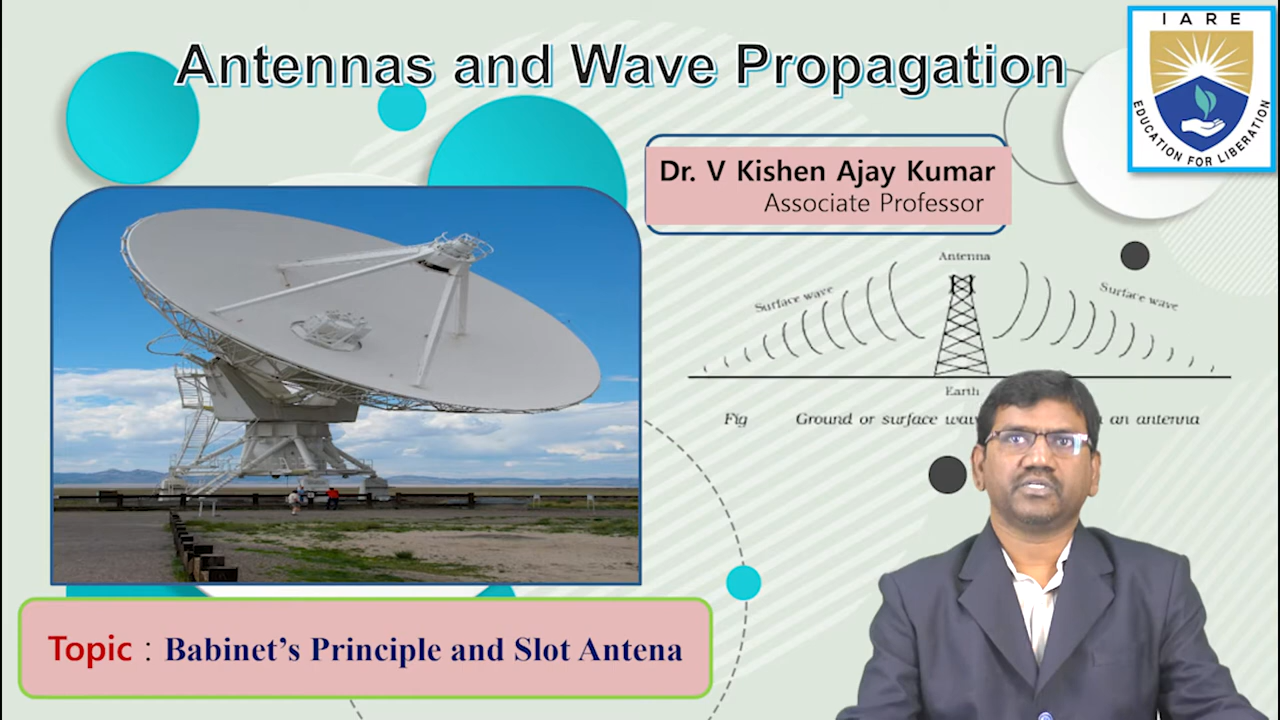 IARE
EDUCATION FOR LIBERATION
Antennas and Wave Propagation
Dr. V Kishen Ajay Kumar
Associate Professor
Antenna
Surface wave
Surface wave
Earth
Fig Ground or surface an antenna
Topic : Babinet's Principle and Slot Antena